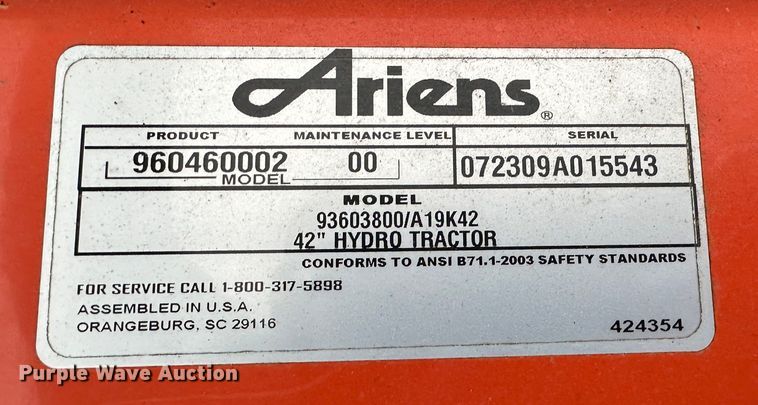 Ariens®
PRODUCT MAINTENANCE LEVEL SERIAL
960460002 00 072309A015543
MODEL
MODEL
93603800/A19K42
42" HYDRO TRACTOR
CONFORMS TO ANSI B71.1-2003 SAFETY STANDARDS
FOR SERVICE CALL 1-800-317-5898
ASSEMBLED IN U.S.A.
ORANGEBURG, SC 29116 424354
Purple Wave Auction